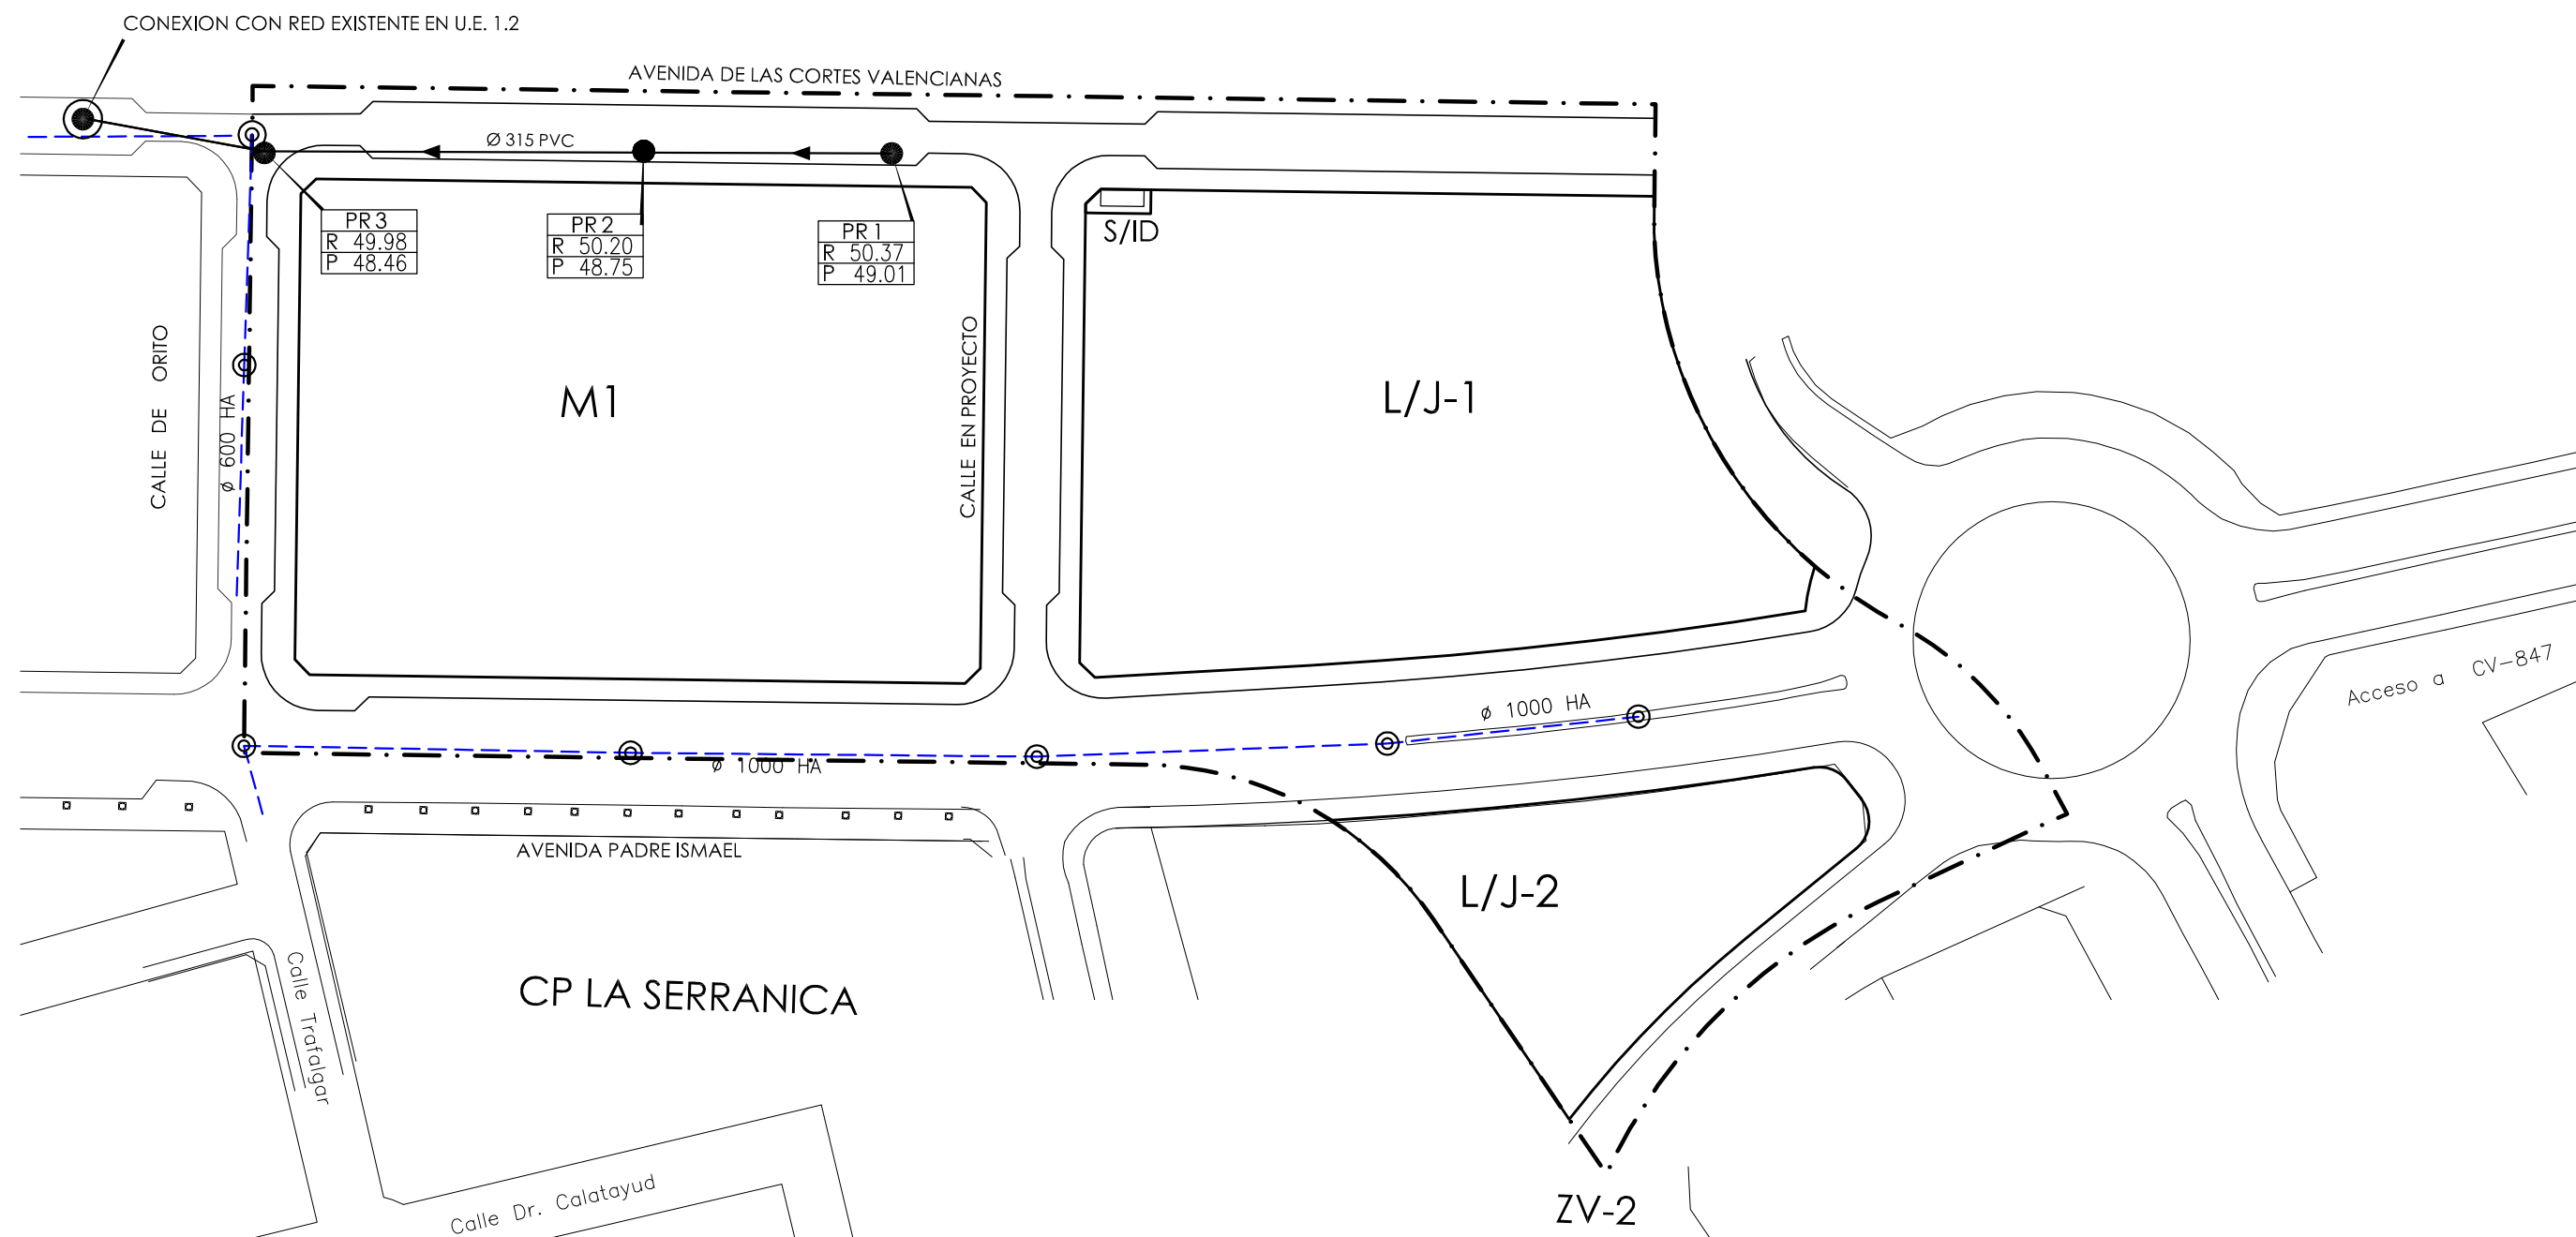 CONEXION CON RED EXISTENTE EN U.E. 1.2
AVENIDA DE LAS CORTES VALENCIANAS
Ø 315 PVC
PR 3
R 49.98
P 48.46
PR 2
R 50.20
P 48.75
PR 1
R 50.37
P 49.01
S/ID
CALLE DE ORITO
ø 600 HA
M1
CALLE EN PROYECTO
L/J-1
Acceso a CV-847
ø 1000 HA
ø 1000 HA
AVENIDA PADRE ISMAEL
L/J-2
CP LA SERRANICA
Calle Trafalgar
Calle Dr. Calatayud
ZV-2